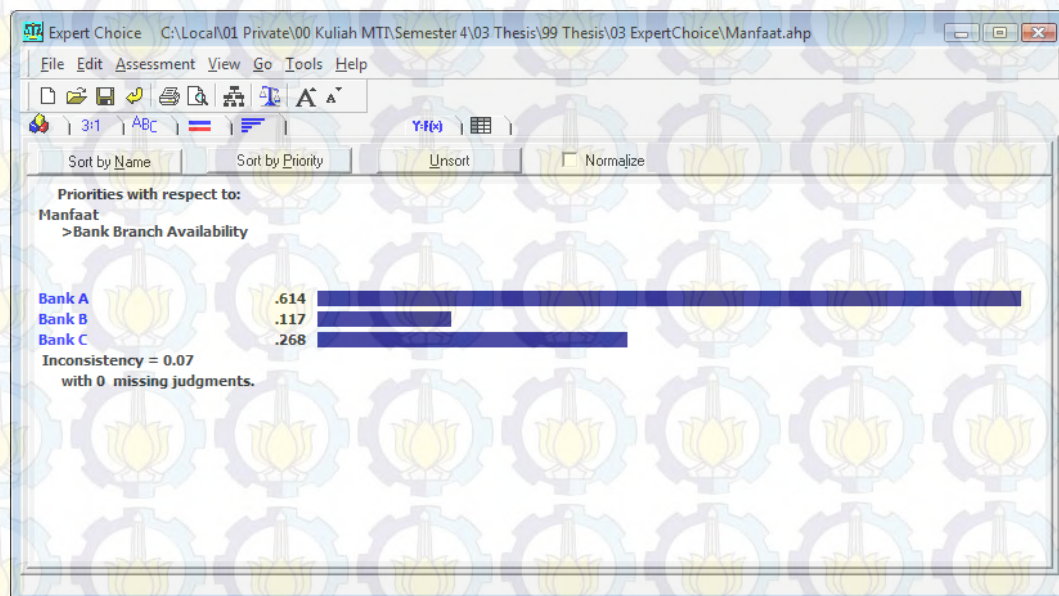 Expert Choice C:\Local\01 Private\00 Kuliah MTI\Semester 4\03 Thesis\99 Thesis\03 ExpertChoice\Manfaat.ahp
File Edit Assessment View Go Tools Help
A A
3:1 ABC Y=F(x)
Sort by Name Sort by Priority Unsort Normalize
Priorities with respect to:
Manfaat
>Bank Branch Availability
Bank A .614
Bank B .117
Bank C .268
Inconsistency = 0.07
with 0 missing judgments.